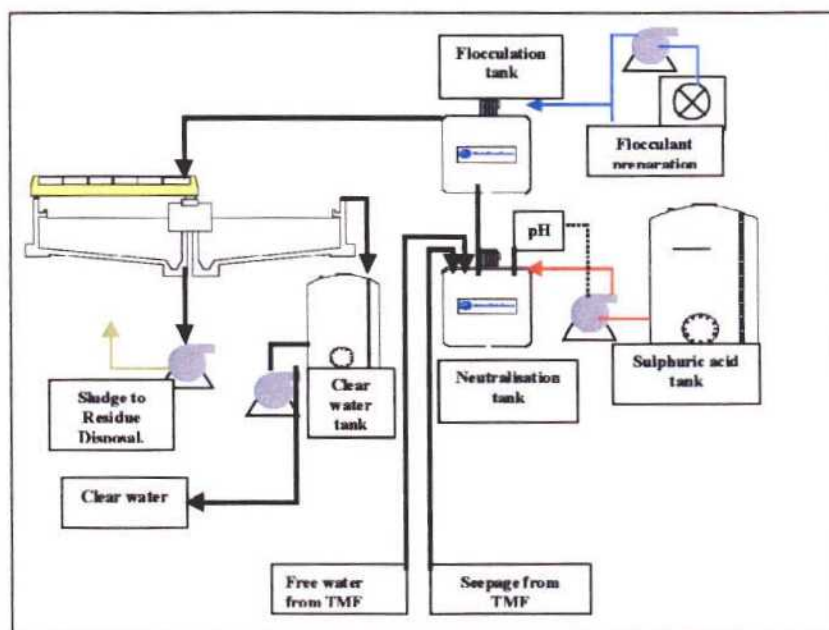 Flocculation
tank
Flocculant
preparation
pH
Sulphuric acid
tank
Neutralisation
tank
Clear
water
tank
Sludge to
Residue
Disposal.
Clear water
Free water
from TMF
Seepage from
TMF